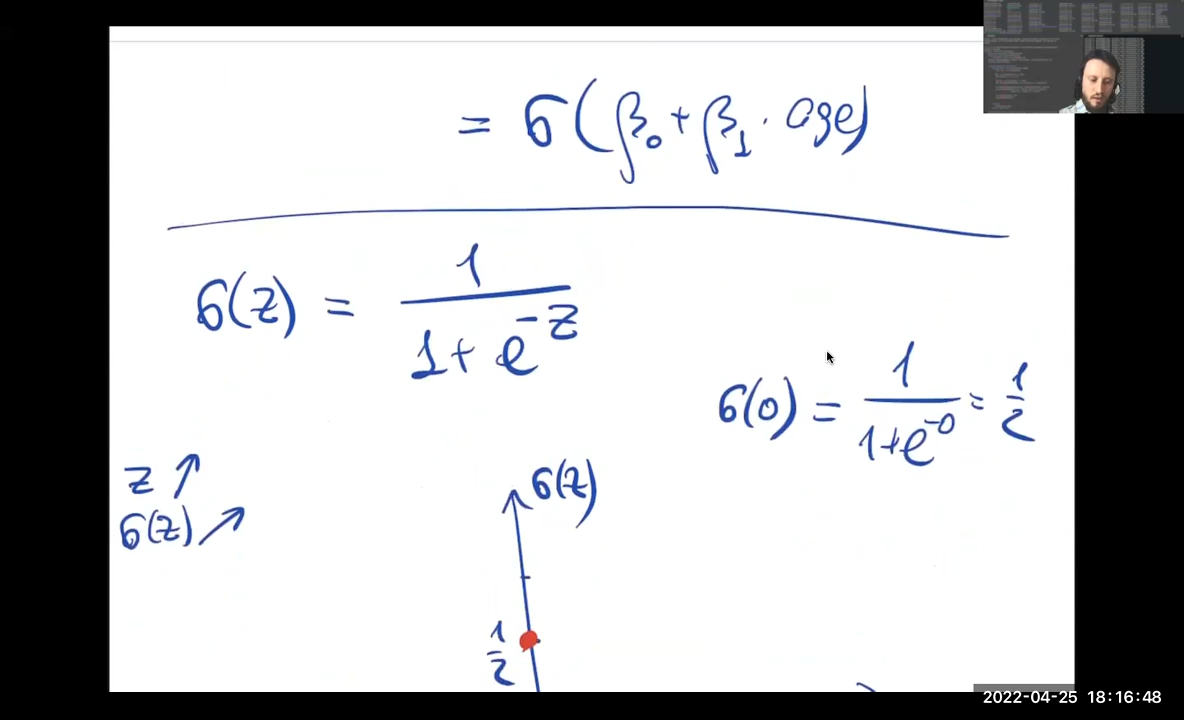 = σ(β₀ + β₁ · age)
σ(z) = 1 / (1 + e^{-z})
σ(0) = 1 / (1 + e^{-0}) = 1/2
z ↑
σ(z) ↗
σ(z)
1/2
2022-04-25 18:16:48